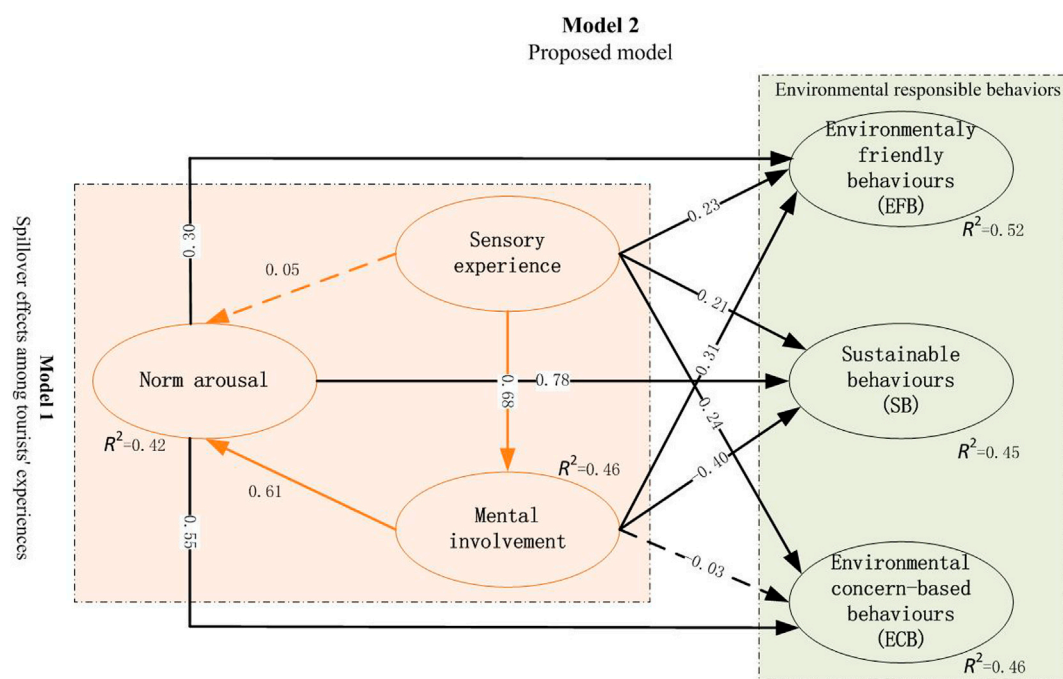 Model 2
Proposed model
Environmental responsible behaviors
Environmentaly
friendly
behaviours
(EFB)
R²=0.52
0.30
0.23
Sensory
experience
0.05
0.21
Model 1
Spillover effects among tourists' experiences
Norm arousal
R²=0.42
0.68
0.78
0.31
0.24
Sustainable
behaviours
(SB)
R²=0.45
0.40
R²=0.46
0.61
Mental
involvement
0.55
0.03
Environmental
concern-based
behaviours
(ECB)
R²=0.46